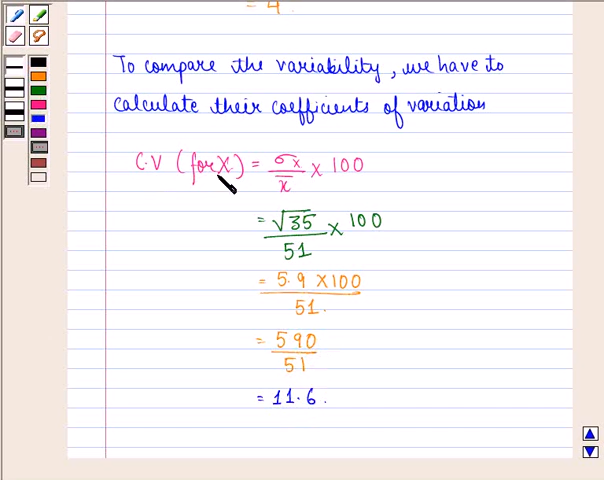 = 4.
To compare the variability, we have to
calculate their coefficients of variation
C.V (for X) = σx/x̄ × 100
= √35/51 × 100
= 5.9 × 100/51.
= 590/51
= 11.6.